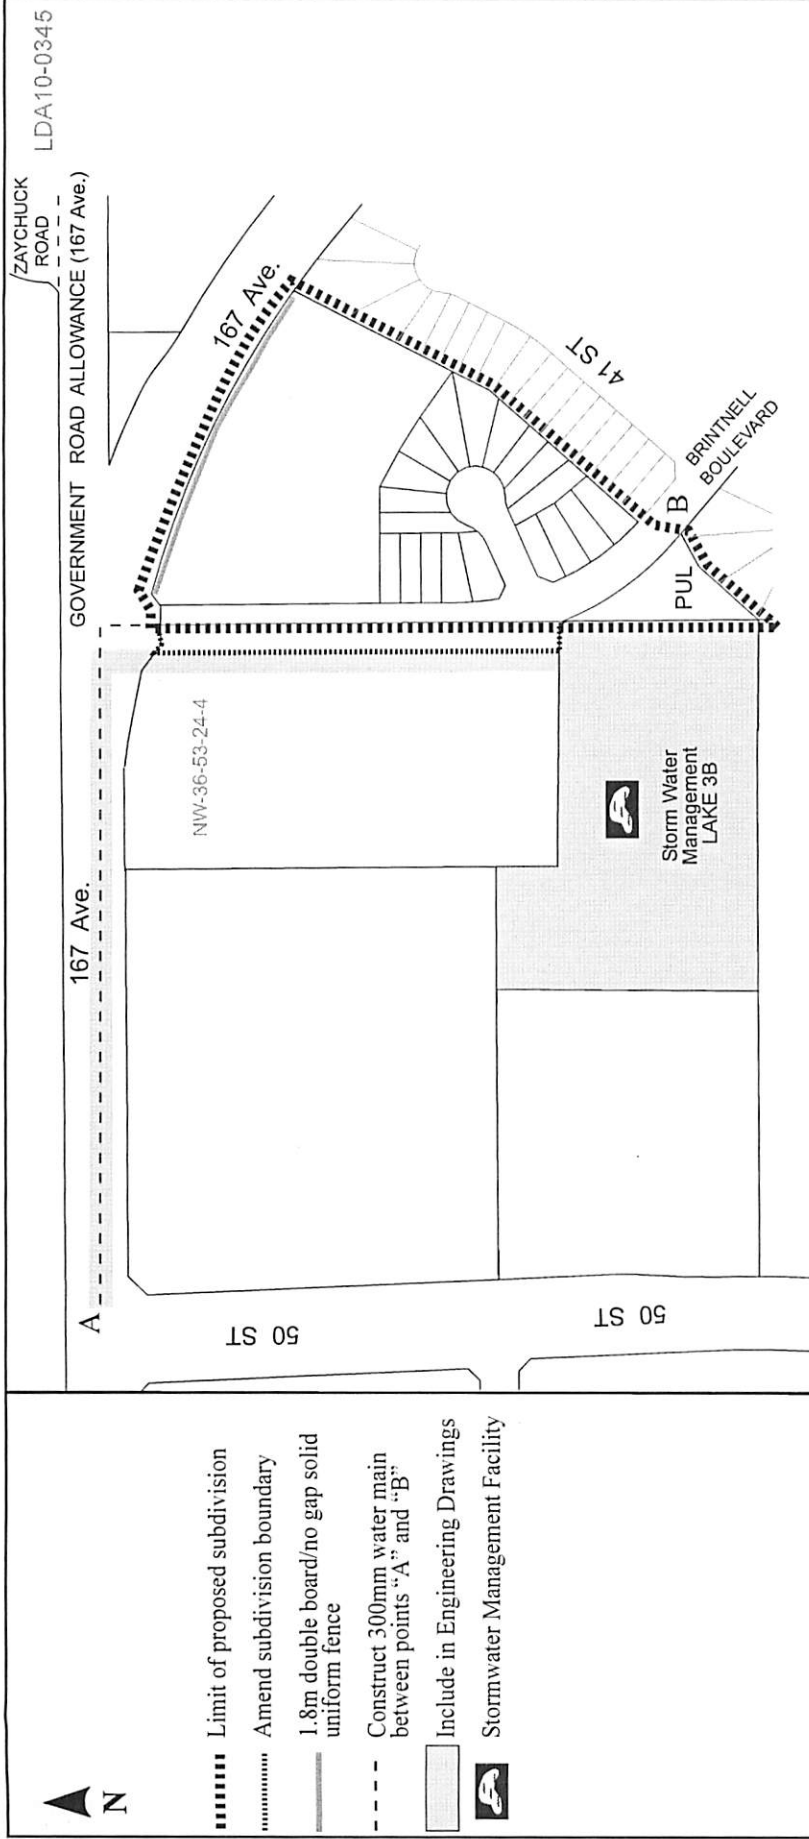 LDA10-0345
ZAYCHUCK
ROAD
GOVERNMENT ROAD ALLOWANCE (167 Ave.)
167 Ave.
A
167 Ave.
NW-36-53-24-4
41 ST
B
BRINTNELL
BOULEVARD
PUL
Storm Water
Management
LAKE 3B
50 ST
50 ST
N
Limit of proposed subdivision
Amend subdivision boundary
1.8m double board/no gap solid
uniform fence
Construct 300mm water main
between points “A” and “B”
Include in Engineering Drawings
Stormwater Management Facility